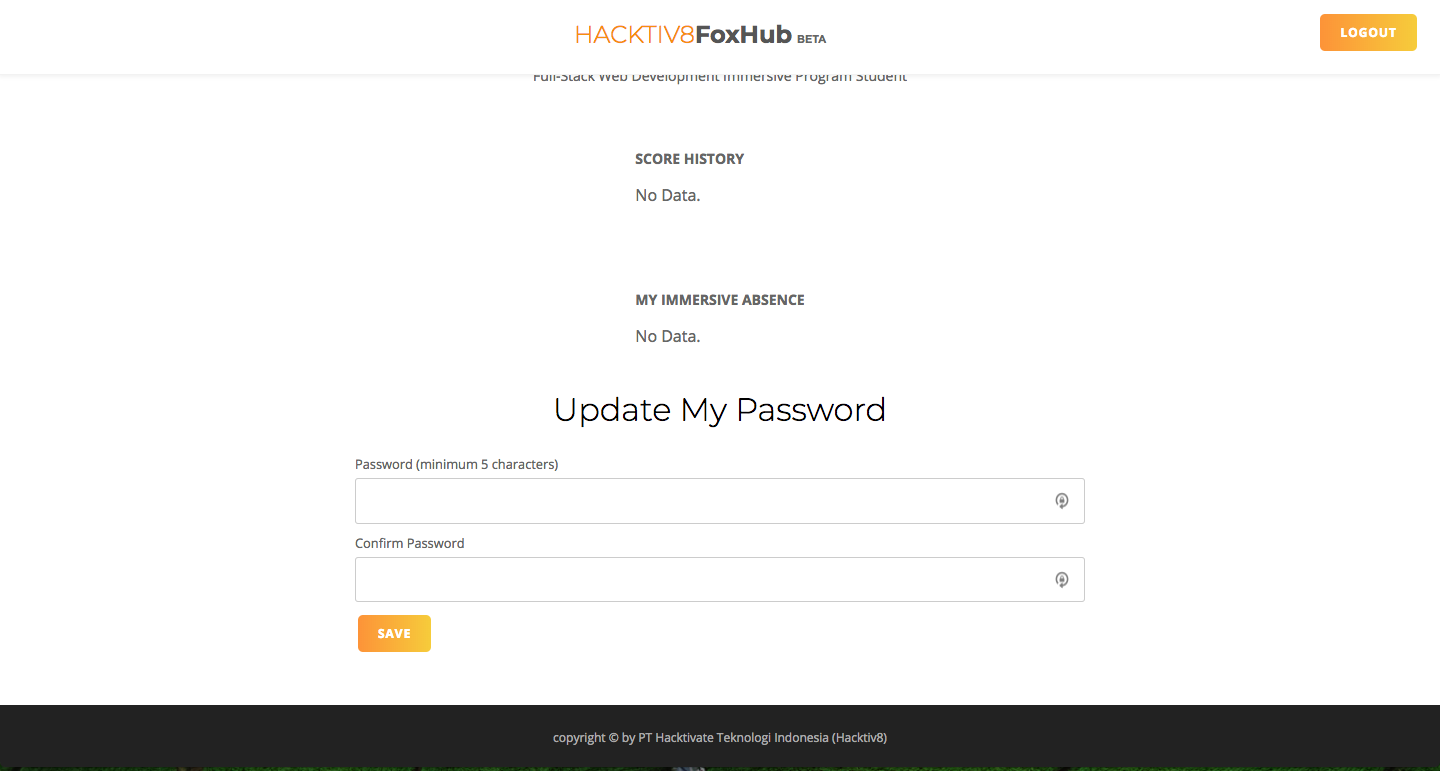 HACKTIV8FoxHub BETA
LOGOUT
Full-Stack Web Development Immersive Program Student
SCORE HISTORY
No Data.
MY IMMERSIVE ABSENCE
No Data.
Update My Password
Password (minimum 5 characters)
Confirm Password
SAVE
copyright © by PT Hacktivate Teknologi Indonesia (Hacktiv8)